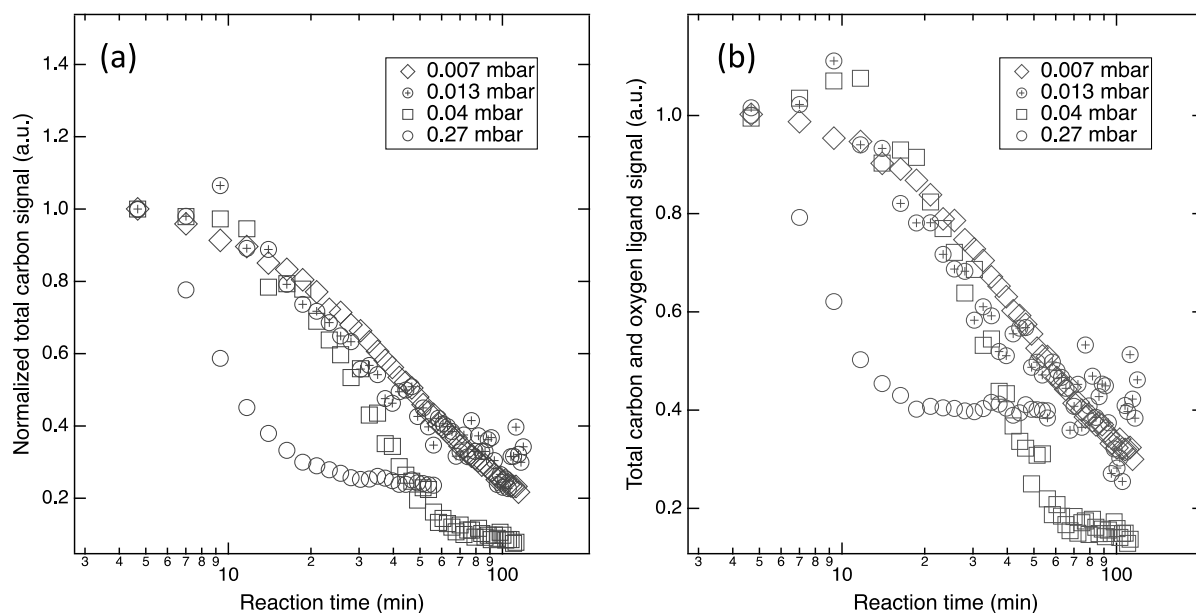 (a)
0.007 mbar
0.013 mbar
0.04 mbar
0.27 mbar
Normalized total carbon signal (a.u.)
1.4
1.2
1.0
0.8
0.6
0.4
0.2
3 4 5 6 7 8 9 10 2 3 4 5 6 7 8 9 100
Reaction time (min)
(b)
0.007 mbar
0.013 mbar
0.04 mbar
0.27 mbar
Total carbon and oxygen ligand signal (a.u.)
1.0
0.8
0.6
0.4
0.2
3 4 5 6 7 8 9 10 2 3 4 5 6 7 8 9 100
Reaction time (min)